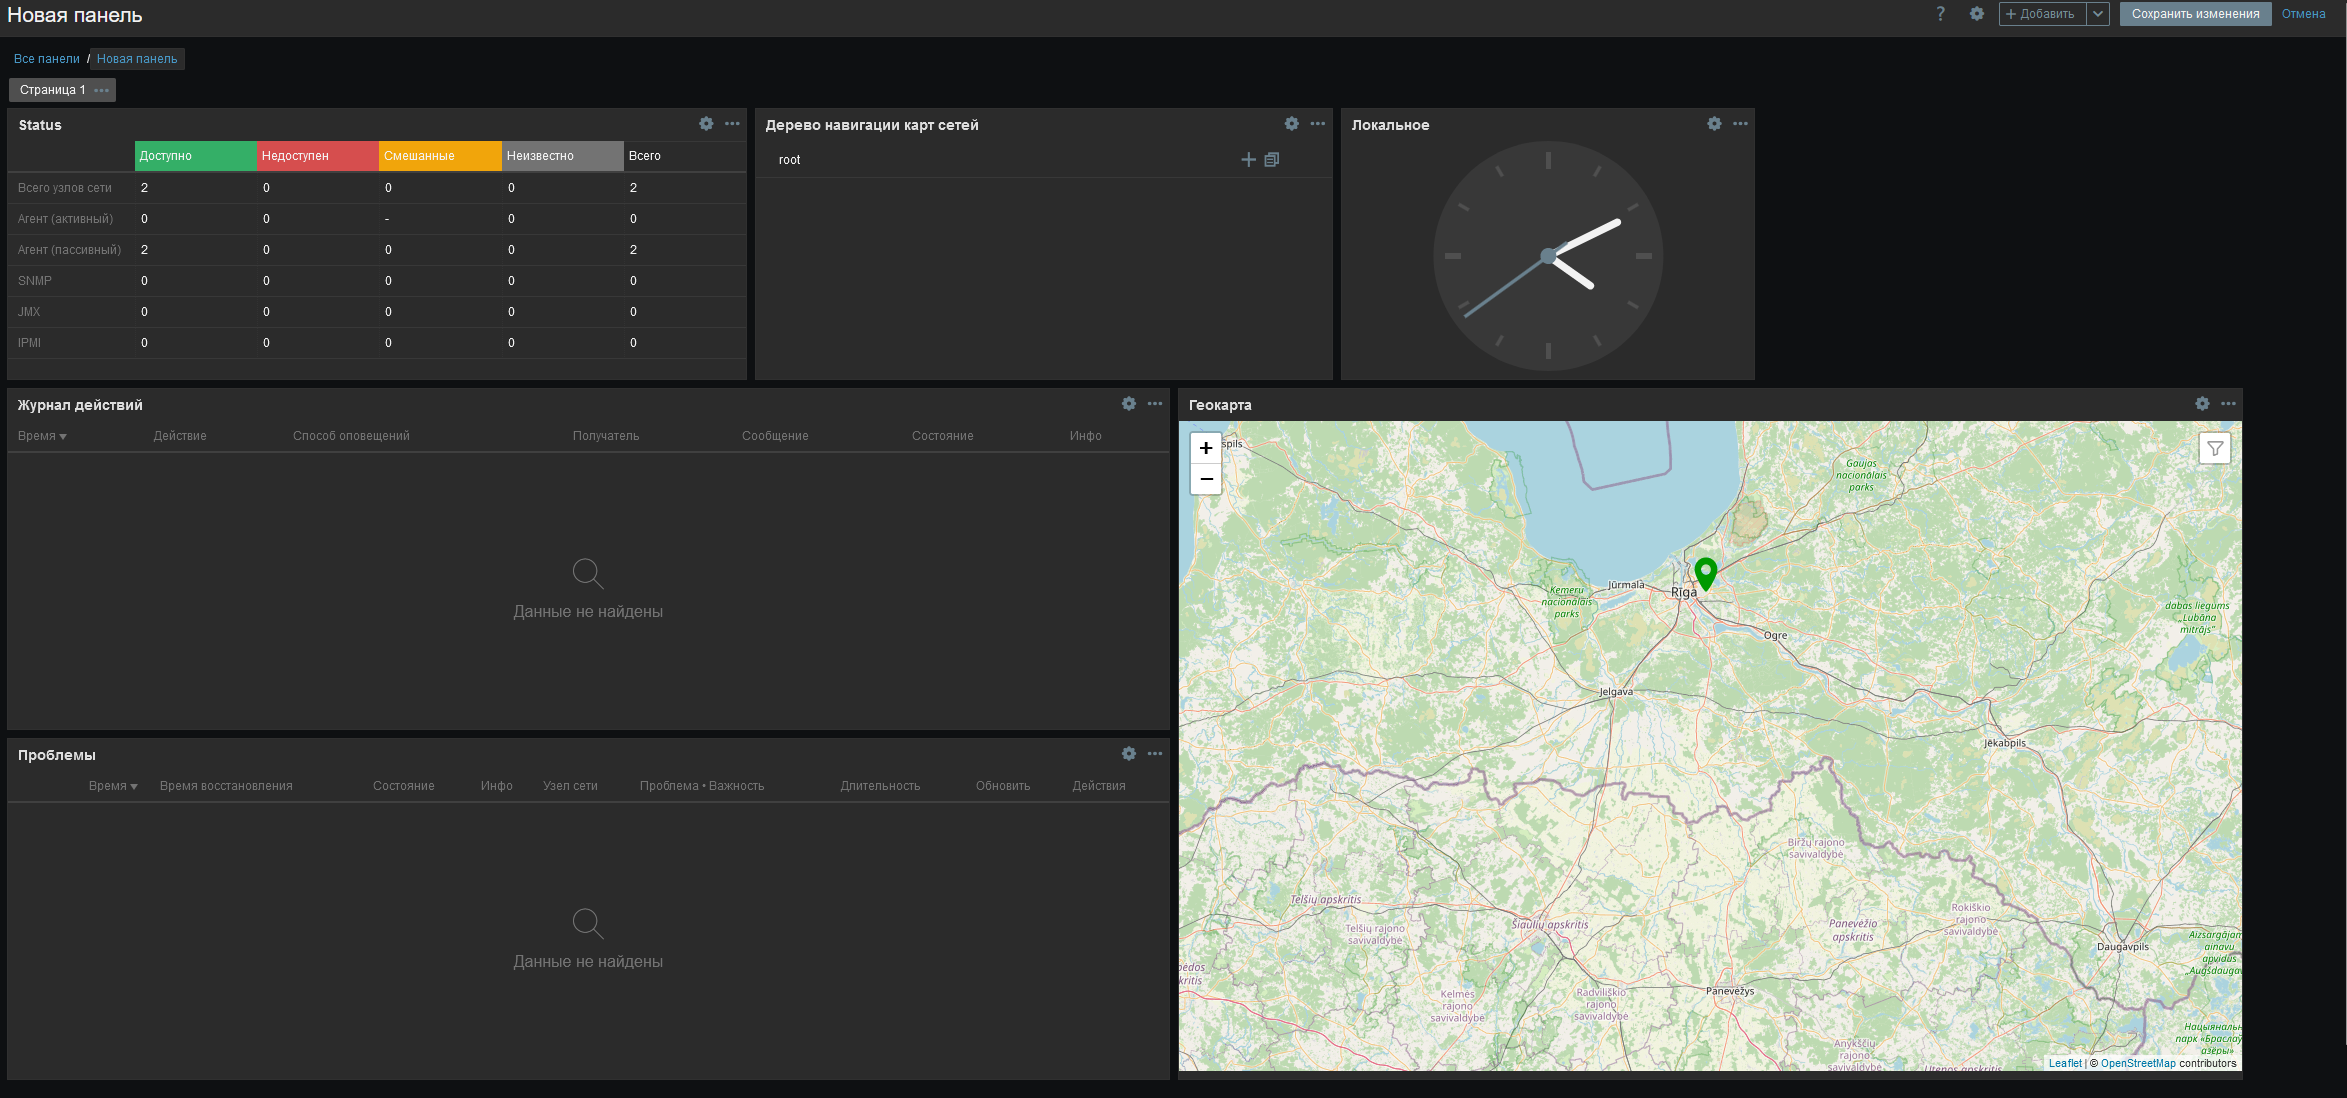 Новая панель
? + Добавить Сохранить изменения Отмена
Все панели / Новая панель
Страница 1 •••
Status
Доступно Недоступен Смешанные Неизвестно Всего
Всего узлов сети 2 0 0 0 2
Агент (активный) 0 0 - 0 0
Агент (пассивный) 2 0 0 0 2
SNMP 0 0 0 0 0
JMX 0 0 0 0 0
IPMI 0 0 0 0 0
Дерево навигации карт сетей
root
Локальное
Журнал действий
Время Действие Способ оповещений Получатель Сообщение Состояние Инфо
Данные не найдены
Проблемы
Время Время восстановления Состояние Инфо Узел сети Проблема • Важность Длительность Обновить Действия
Данные не найдены
Геокарта
+
−
spils
Gaujas
nacionālais
parks
Jūrmala
Rīga
Ķemeru
nacionālais
parks
dabas liegums
„Lubāna
mitrājs"
Ogre
Jelgava
Jēkabpils
Biržų rajono
savivaldybė
Telšių apskritis
Telšių rajono
savivaldybė
Šiaulių apskritis
Panevėžio
apskritis
Rokiškio
rajono
savivaldybė
Daugavpils
Aizsargājam
ainavu
apvidus
„Augšdauga
pėdos
kritis
Kelmės
rajono
savivaldybė
Radviliškio
rajono
savivaldybė
Panevėžys
Anykščių
rajono
savivaldybė
Utenos apskritis
Нацыянальн
парк «Браслаў
азёры»
Leaflet | © OpenStreetMap contributors